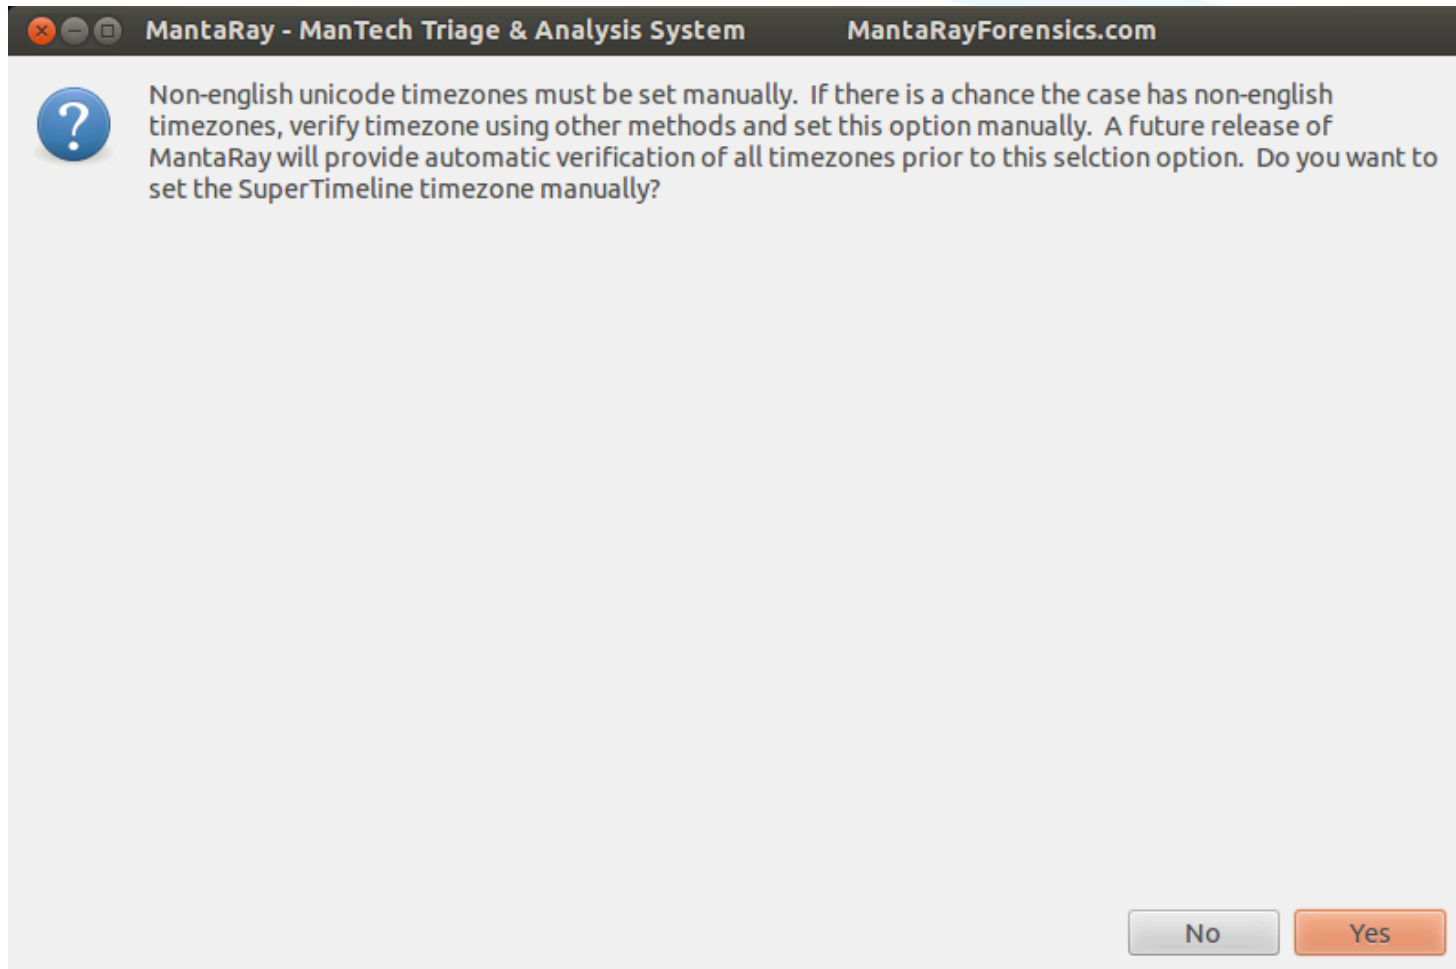 MantaRay - ManTech Triage & Analysis System MantaRayForensics.com
Non-english unicode timezones must be set manually. If there is a chance the case has non-english
timezones, verify timezone using other methods and set this option manually. A future release of
MantaRay will provide automatic verification of all timezones prior to this selction option. Do you want to
set the SuperTimeline timezone manually?
No Yes